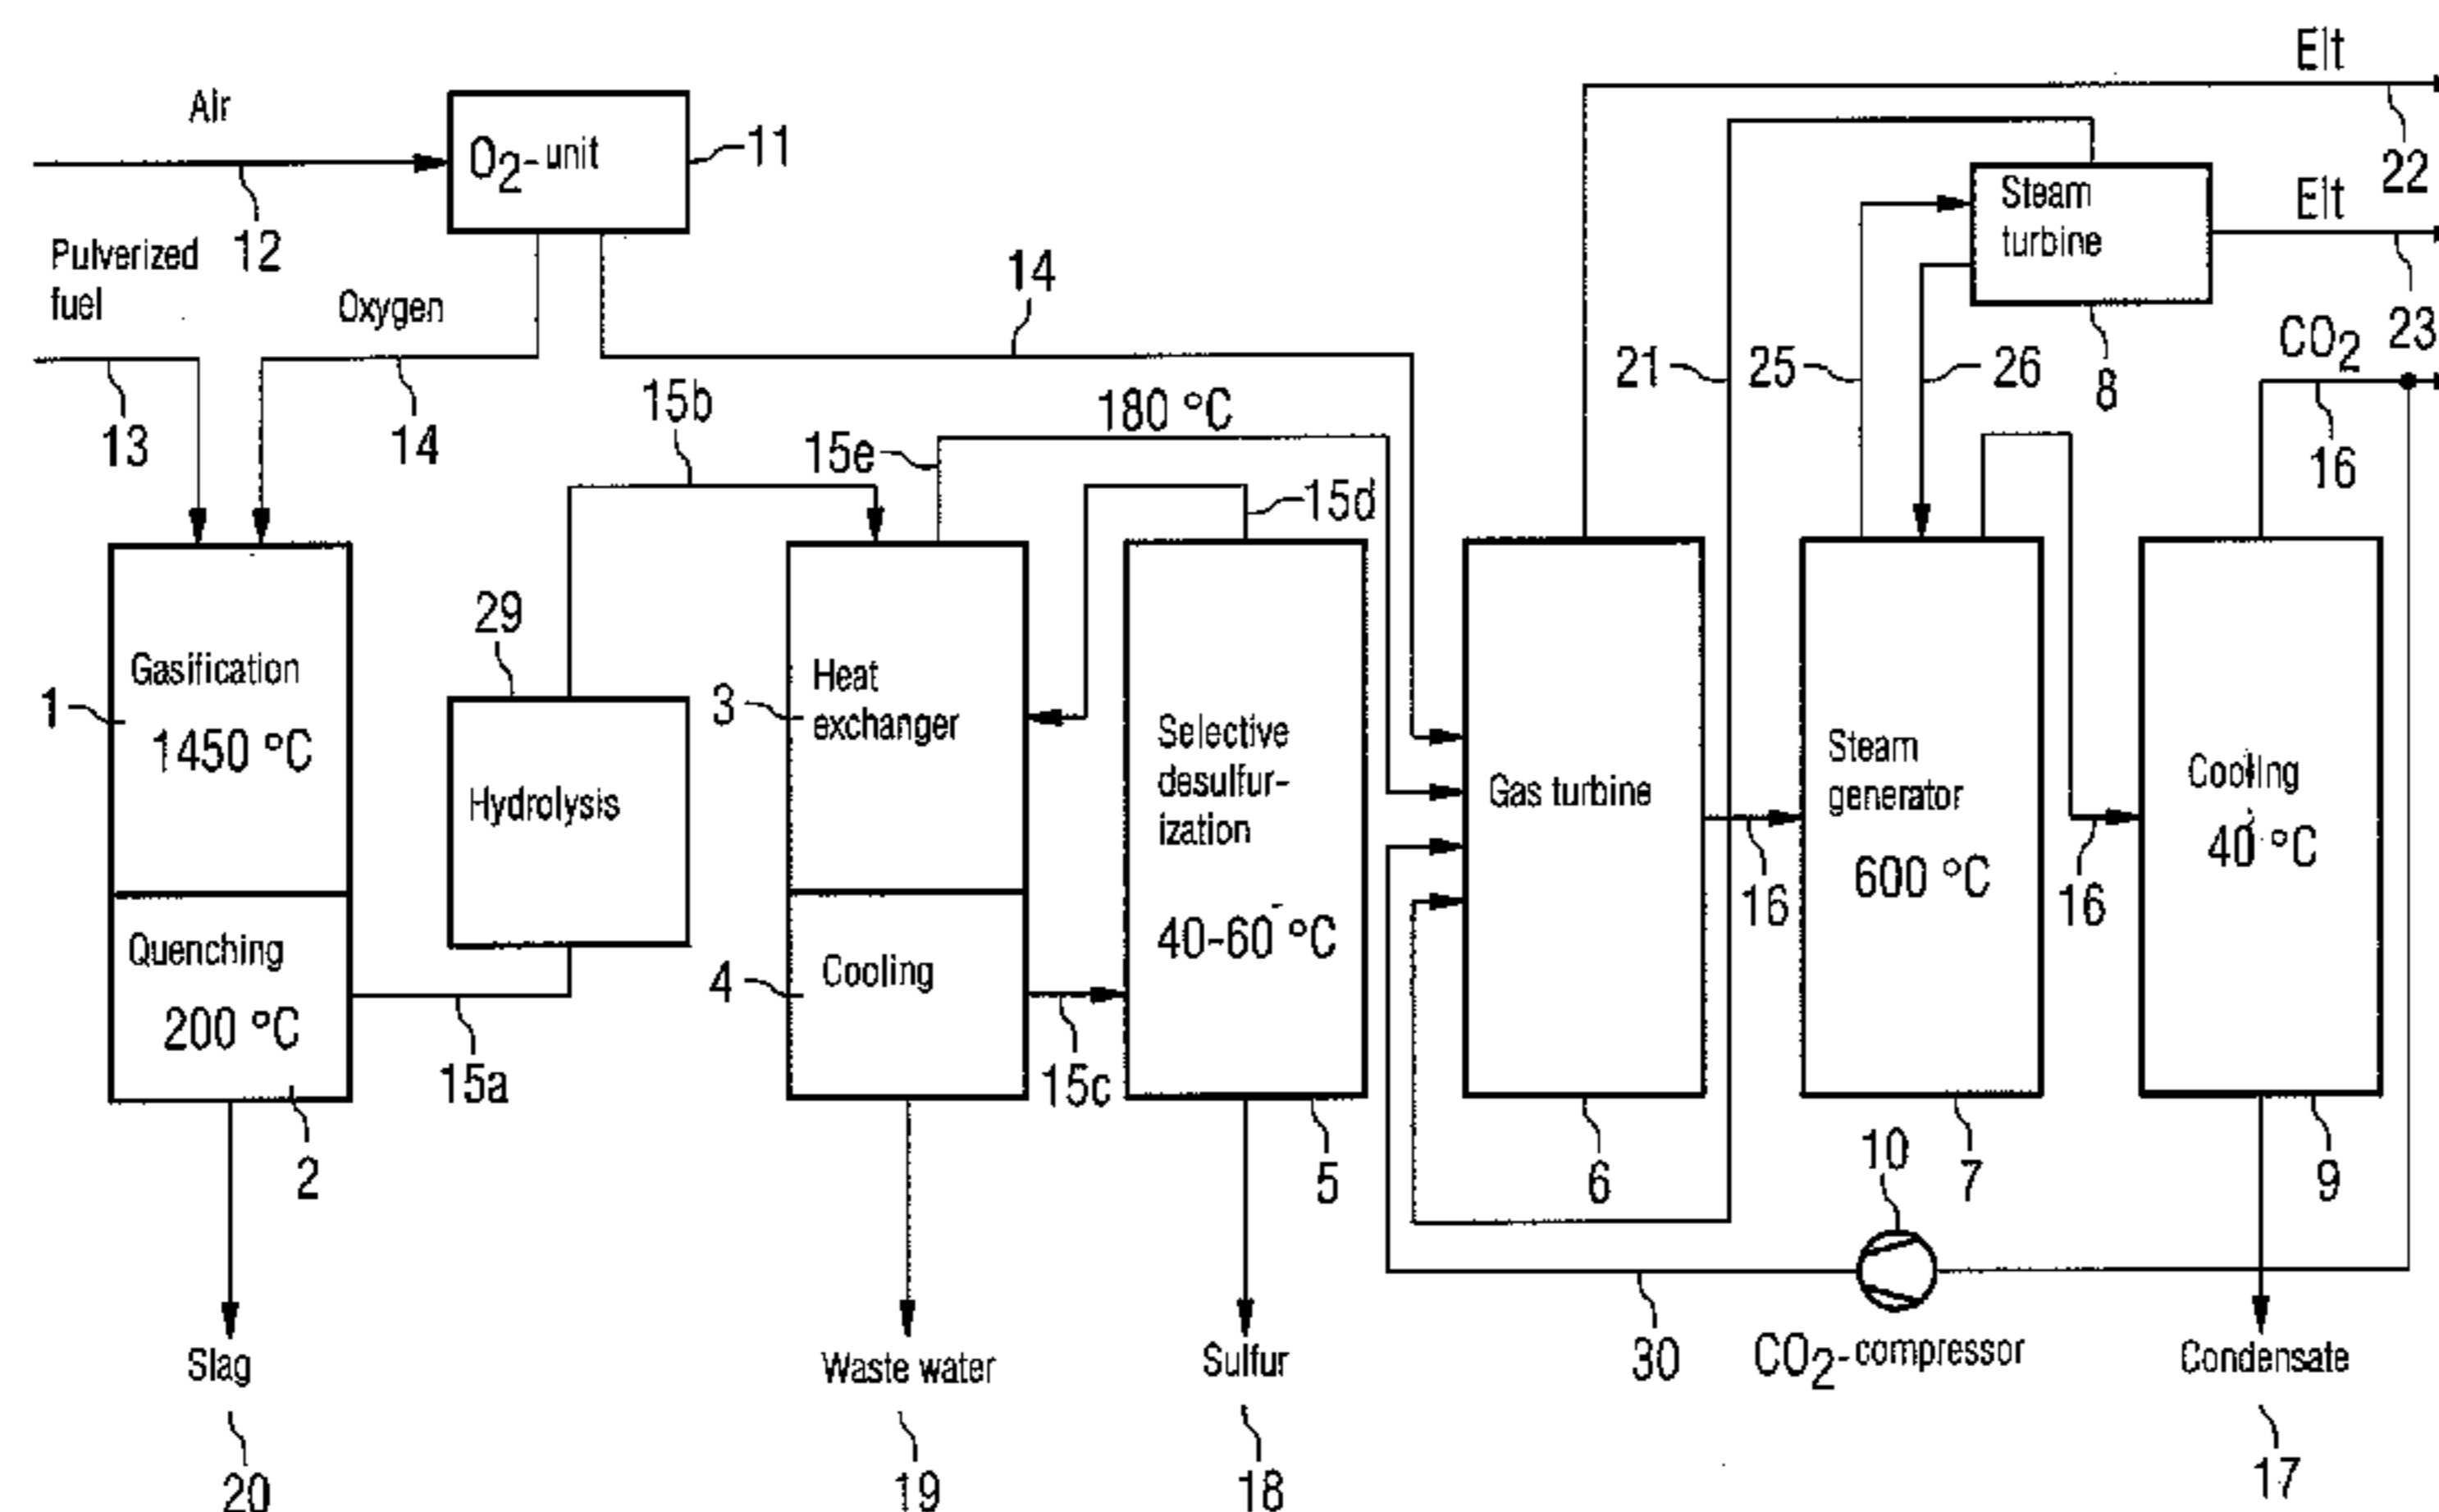 Elt
Air
O2-unit
11
22
Steam
turbine
Elt
12
Pulverized
fuel
14
Oxygen
CO2
23
21
25
26
8
180 °C
15b
13
14
15e
16
15d
29
Gasification
1450 °C
1
Heat
exchanger
3
Selective
desulfur-
ization
40-60 °C
Hydrolysis
Gas turbine
Steam
generator
600 °C
Cooling
40 °C
16
16
Quenching
200 °C
Cooling
4
15a
15c
2
5
6
10
7
9
Slag
Waste water
Sulfur
30
CO2-compressor
Condensate
20
19
18
17